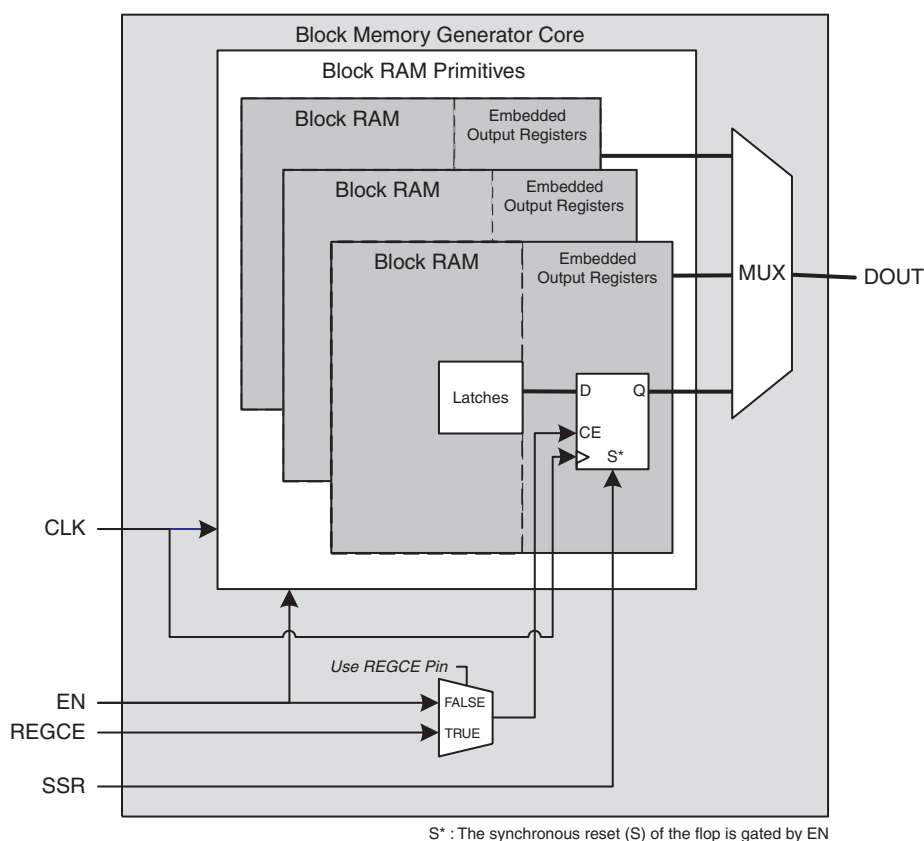 Block Memory Generator Core
Block RAM Primitives
Block RAM
Embedded
Output Registers
Block RAM
Embedded
Output Registers
Block RAM
Embedded
Output Registers
MUX
DOUT
Latches
D
Q
CE
S*
CLK
Use REGCE Pin
EN
FALSE
REGCE
TRUE
SSR
S* : The synchronous reset (S) of the flop is gated by EN